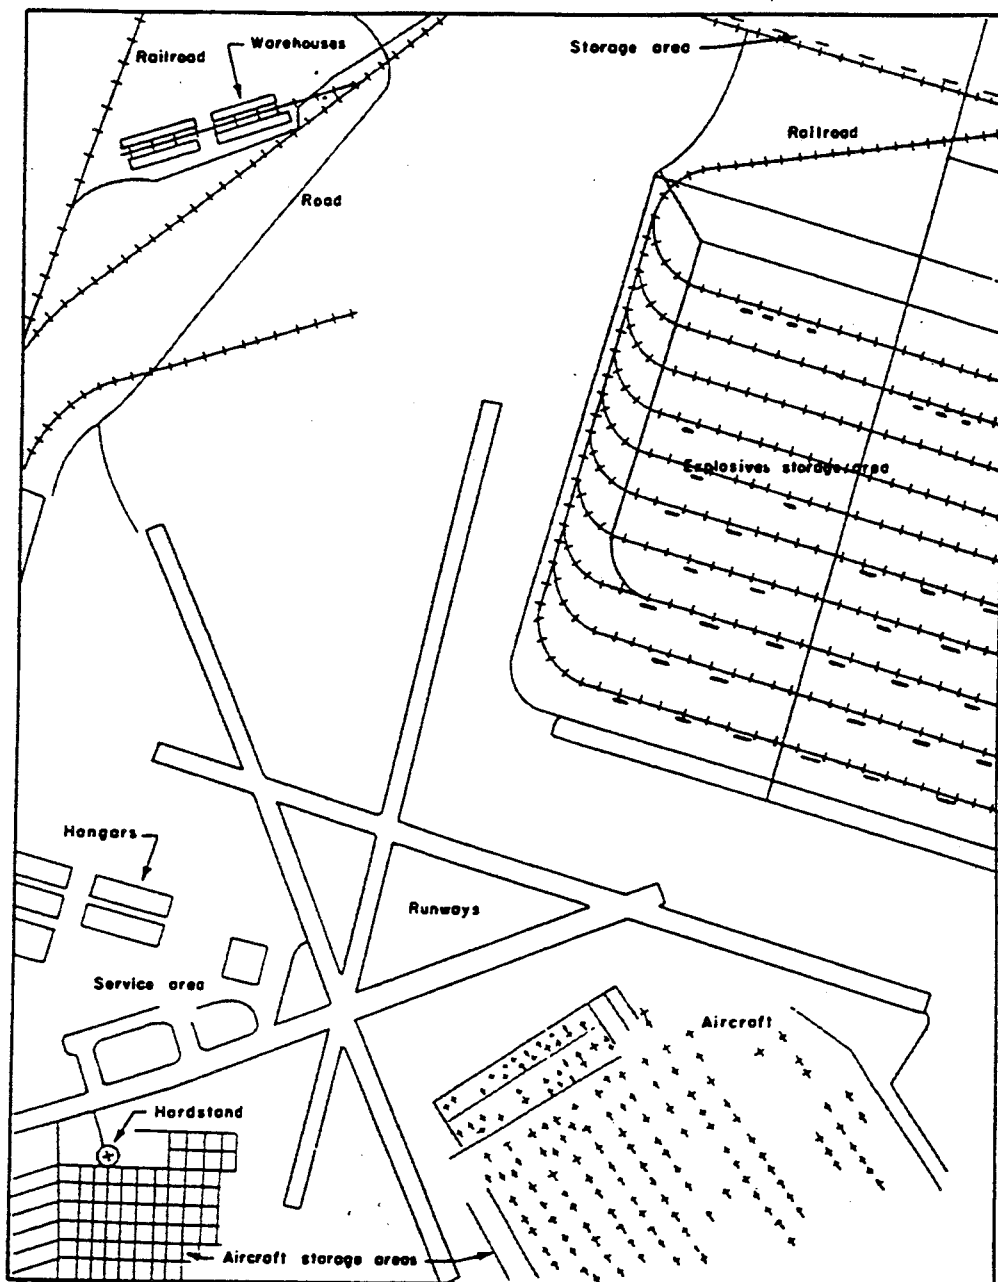 Warehouses
Storage area
Railroad
Railroad
Road
Explosives storage area
Hangars
Runways
Service area
Aircraft
Hardstand
Aircraft storage areas